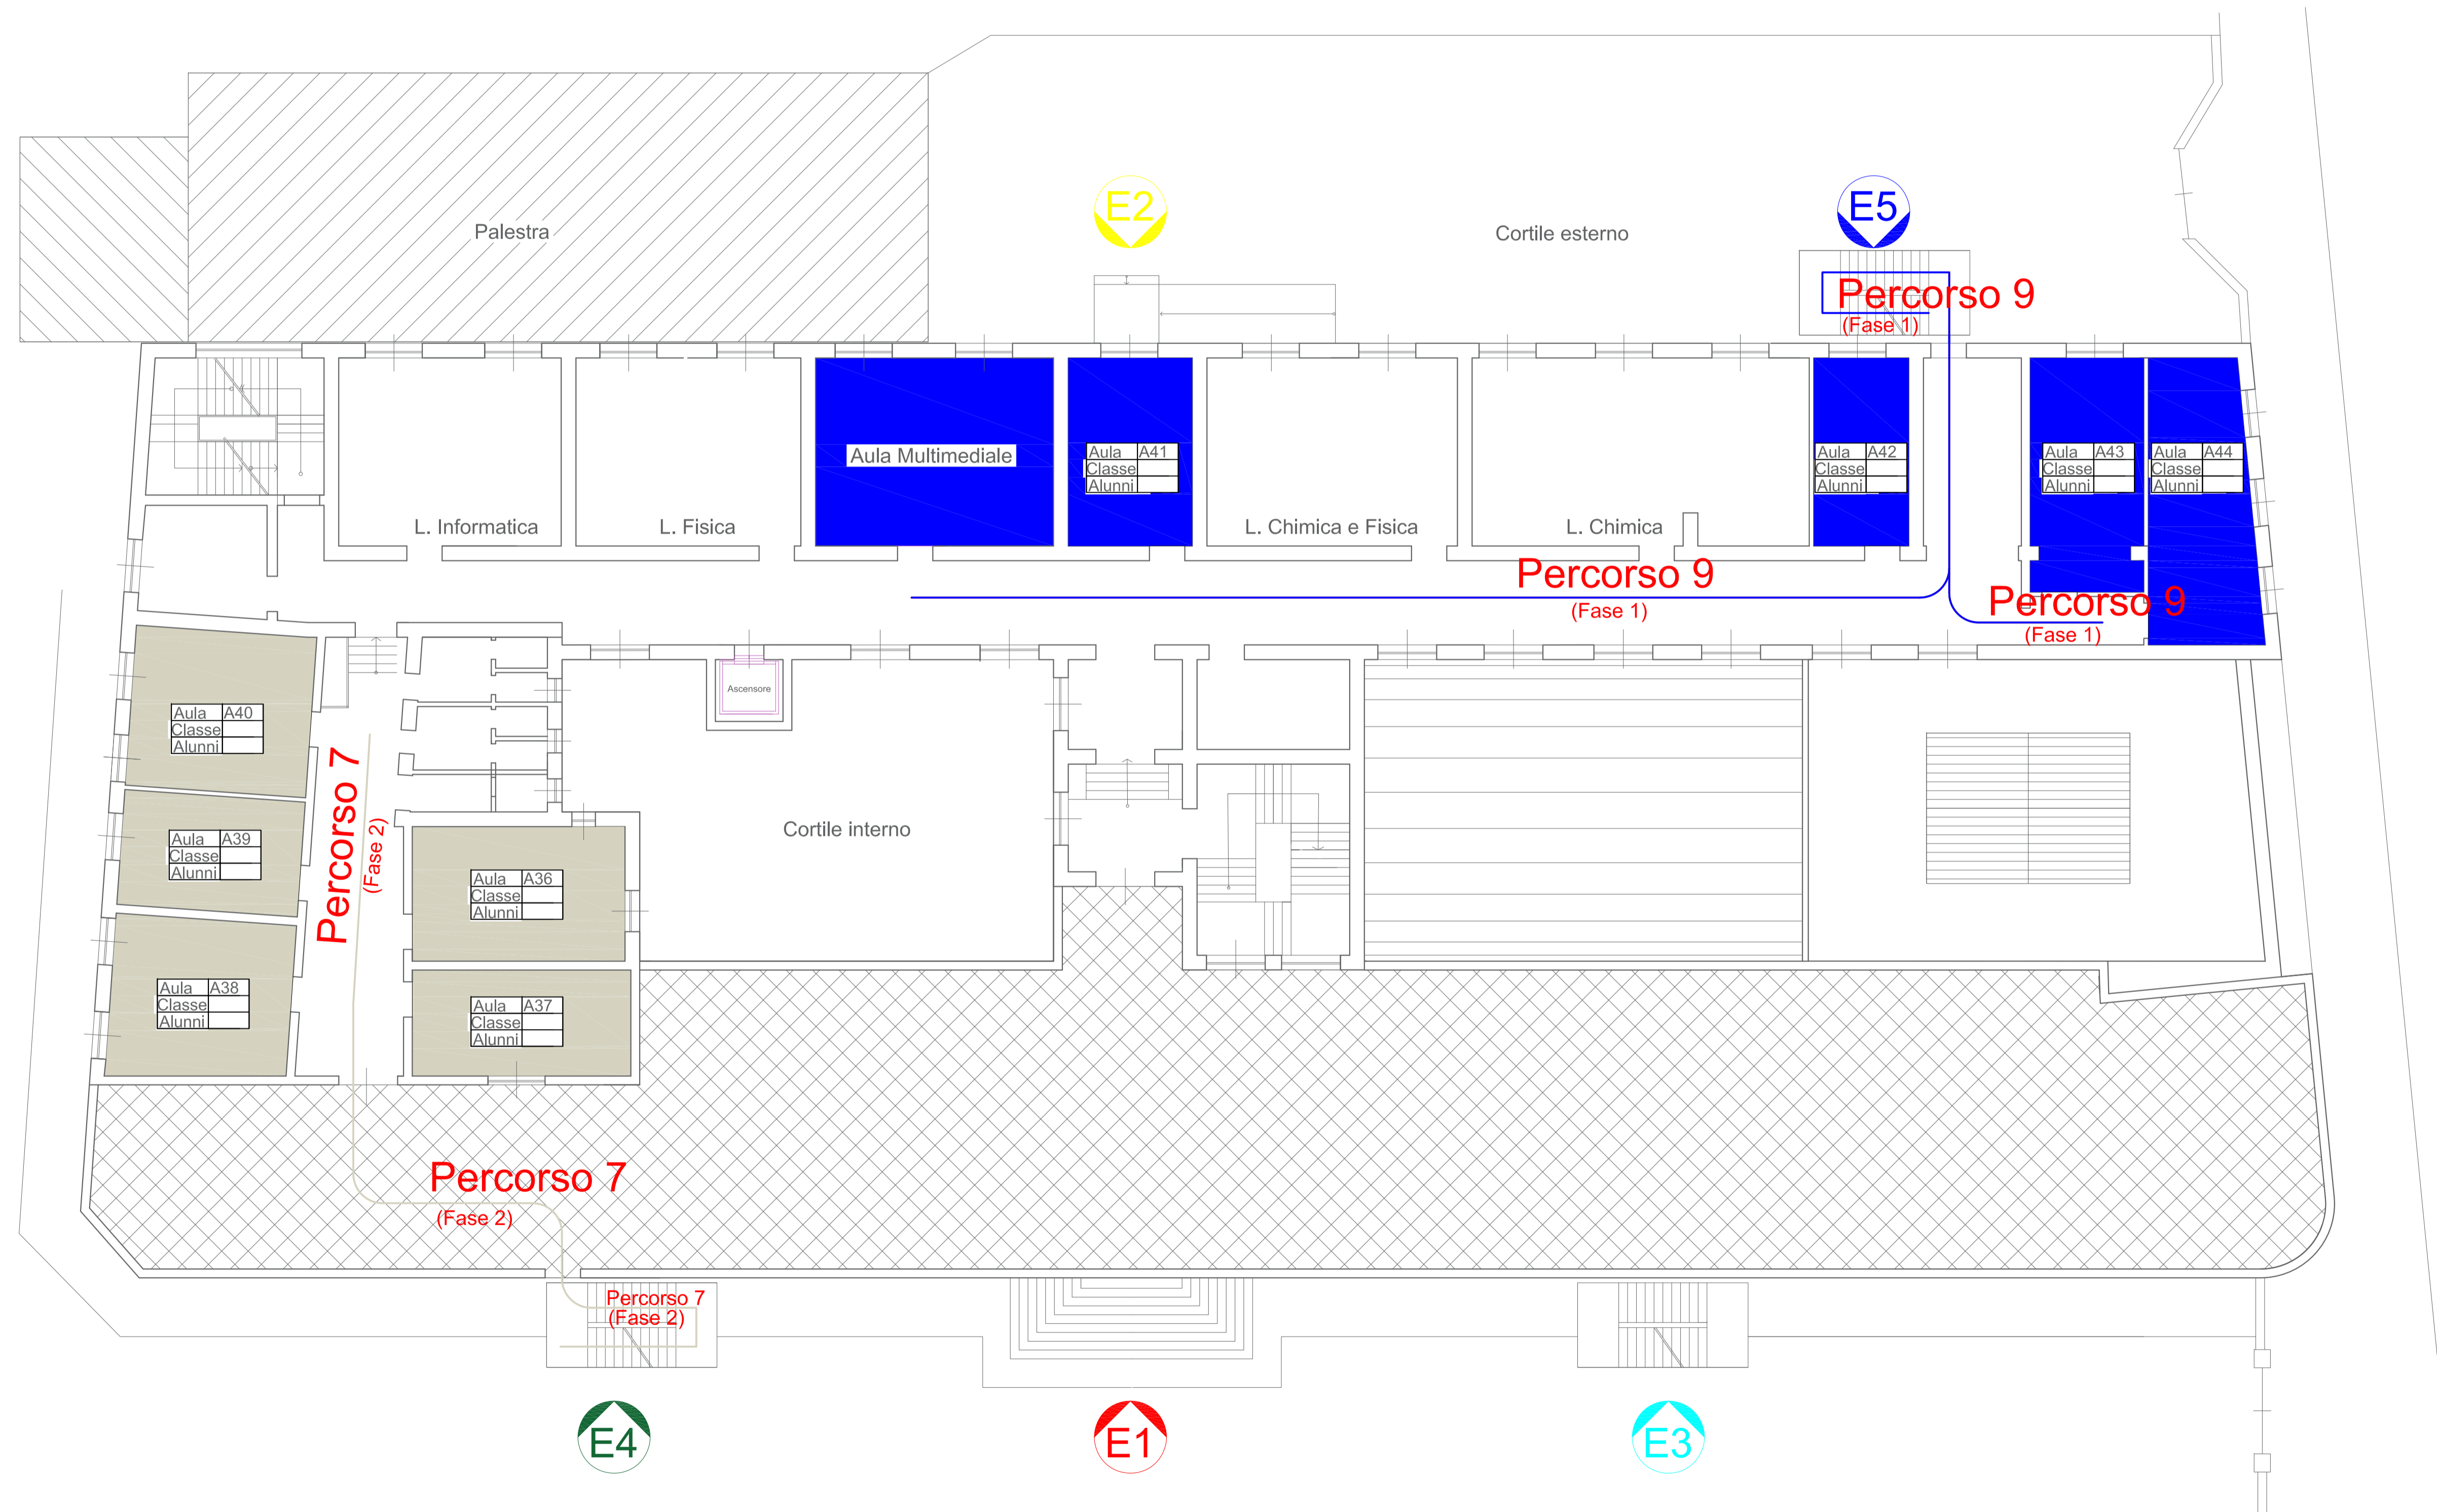 E2
E5
Palestra
Cortile esterno
Percorso 9
(Fase 1)
Aula Multimediale
Aula A41
Classe
Alunni
Aula A42
Classe
Alunni
Aula A43
Classe
Alunni
Aula A44
Classe
Alunni
L. Informatica
L. Fisica
L. Chimica e Fisica
L. Chimica
Percorso 9
(Fase 1)
Percorso 9
(Fase 1)
Ascensore
Aula A40
Classe
Alunni
Percorso 7
(Fase 2)
Aula A39
Classe
Alunni
Cortile interno
Aula A36
Classe
Alunni
Aula A38
Classe
Alunni
Aula A37
Classe
Alunni
Percorso 7
(Fase 2)
Percorso 7
(Fase 2)
E4
E1
E3